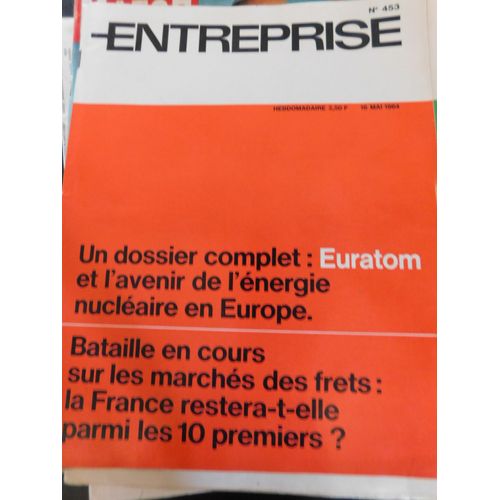 N° 453
ENTREPRISE
HEBDOMADAIRE 2,50 F 16 MAI 1964
Un dossier complet : Euratom
et l'avenir de l'énergie
nucléaire en Europe.
Bataille en cours
sur les marchés des frets :
la France restera-t-elle
parmi les 10 premiers ?